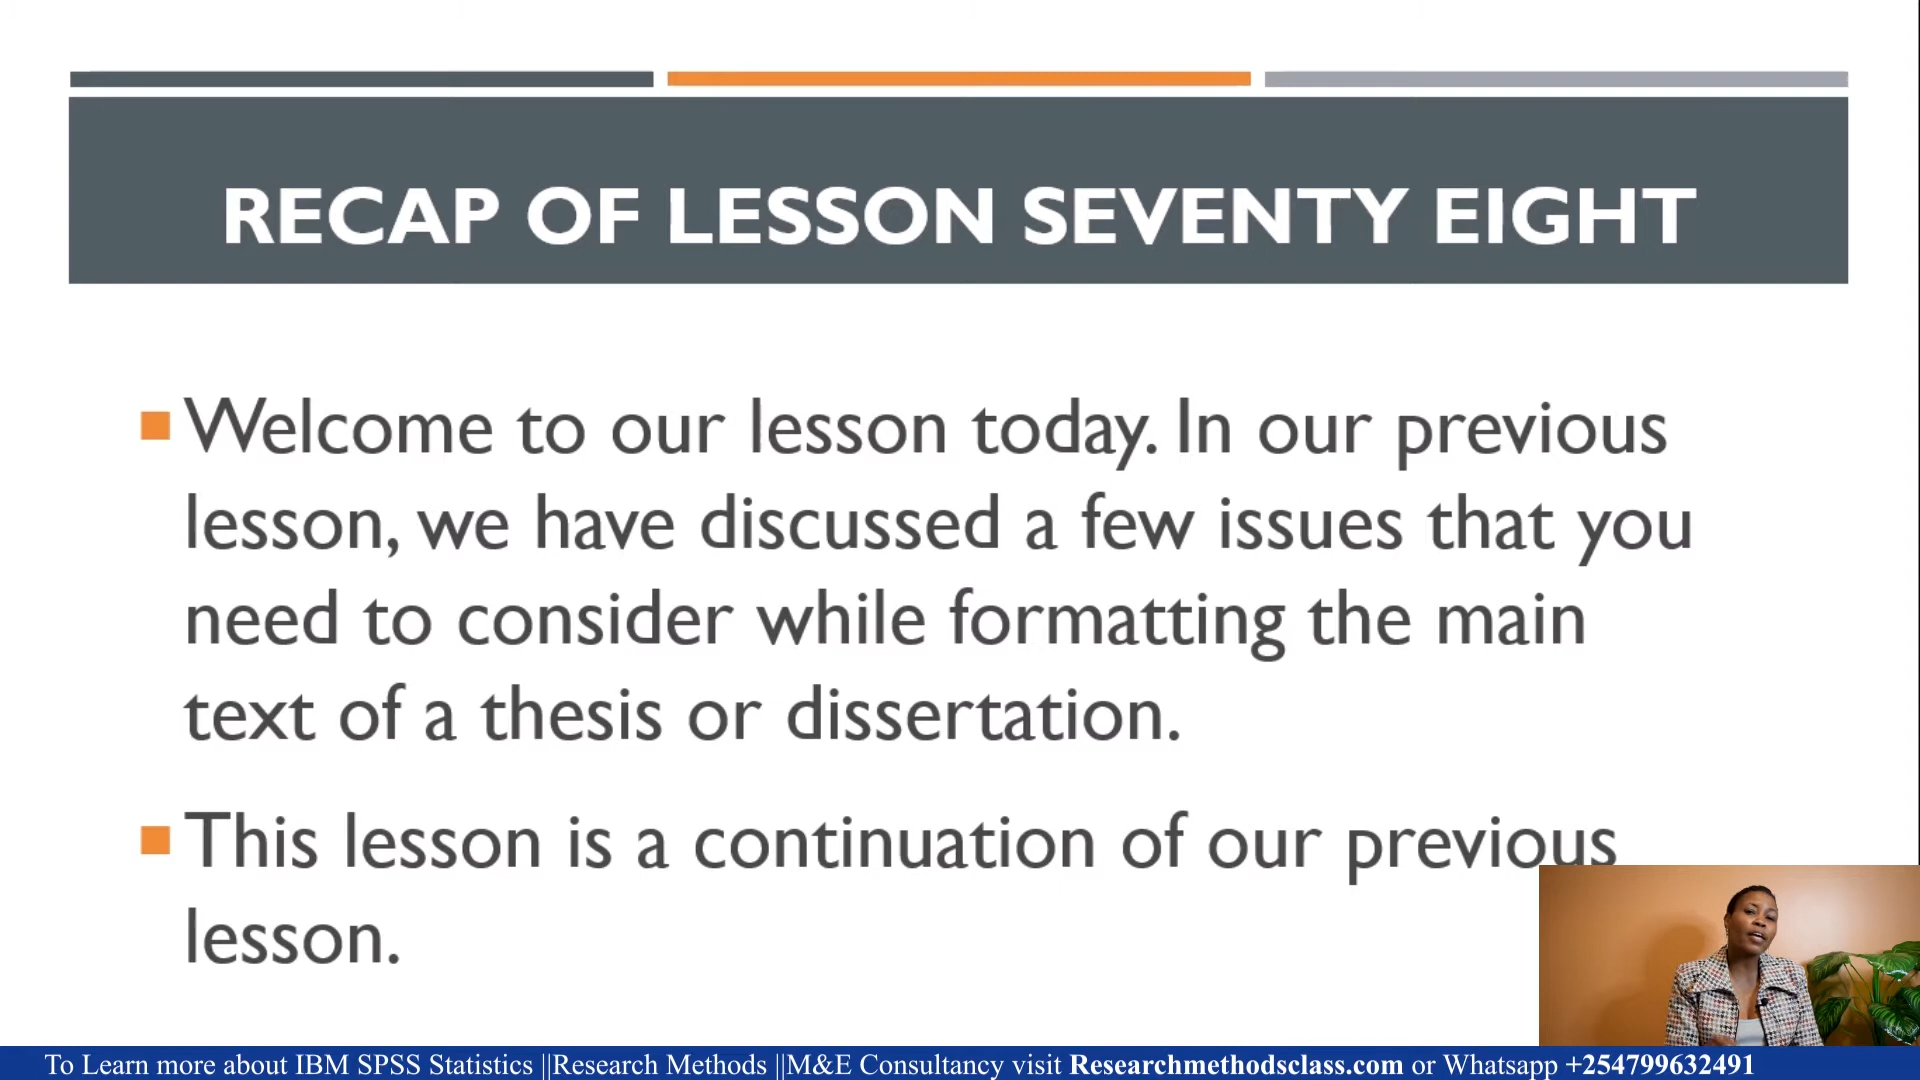 RECAP OF LESSON SEVENTY EIGHT
Welcome to our lesson today. In our previous
lesson, we have discussed a few issues that you
need to consider while formatting the main
text of a thesis or dissertation.
This lesson is a continuation of our previous
lesson.
To Learn more about IBM SPSS Statistics ||Research Methods ||M&E Consultancy visit Researchmethodsclass.com or Whatsapp +254799632491